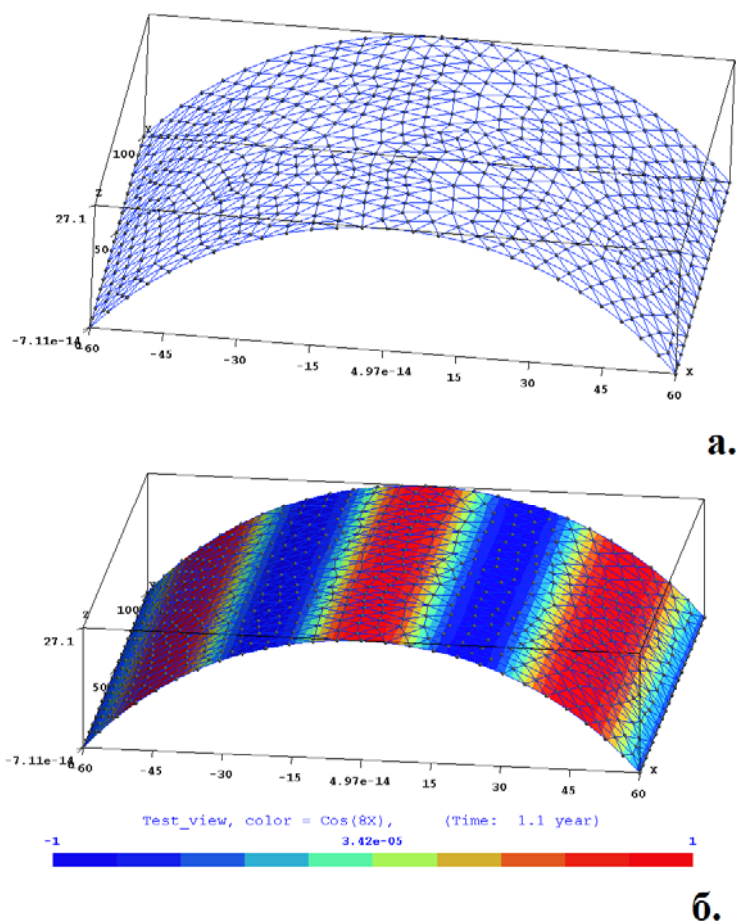 Y
100
Z
27.1
50
-7.11e-14
-60 -45 -30 -15 4.97e-14 15 30 45 60 X
а.
Z
Y
100
27.1
50
-7.11e-14
-60 -45 -30 -15 4.97e-14 15 30 45 60 X
Test_view, color = Cos(8X), (Time: 1.1 year)
-1 3.42e-05 1
б.